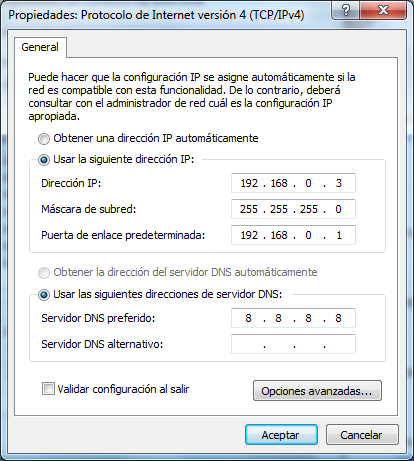 Propiedades: Protocolo de Internet versión 4 (TCP/IPv4)
General
Puede hacer que la configuración IP se asigne automáticamente si la
red es compatible con esta funcionalidad. De lo contrario, deberá
consultar con el administrador de red cuál es la configuración IP
apropiada.
Obtener una dirección IP automáticamente
Usar la siguiente dirección IP:
Dirección IP: 192 . 168 . 0 . 3
Máscara de subred: 255 . 255 . 255 . 0
Puerta de enlace predeterminada: 192 . 168 . 0 . 1
Obtener la dirección del servidor DNS automáticamente
Usar las siguientes direcciones de servidor DNS:
Servidor DNS preferido: 8 . 8 . 8 . 8
Servidor DNS alternativo: . . .
Validar configuración al salir
Opciones avanzadas...
Aceptar Cancelar